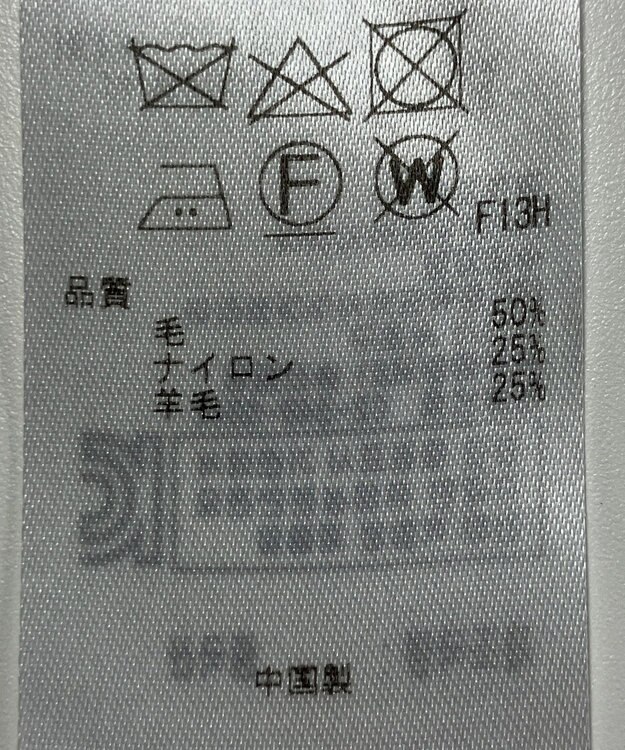 F W F13H
品質
毛 50%
ナイロン 25%
羊毛 25%
中国製